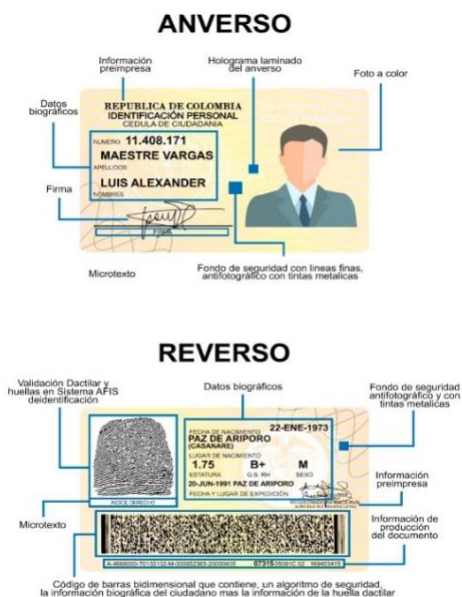 ANVERSO
Información preimpresa
Holograma laminado del anverso
Foto a color
Datos biográficos
REPUBLICA DE COLOMBIA
IDENTIFICACIÓN PERSONAL
CEDULA DE CIUDADANIA
NUMERO 11.408.171
MAESTRE VARGAS
APELLIDOS
LUIS ALEXANDER
NOMBRES
Firma
FIRMA
Microtexto
Fondo de seguridad con lineas finas,
antifotográfico con tintas metalicas
REVERSO
Validación Dactilar y
huellas en Sistema AFIS
deidentificación
Datos biográficos
Fondo de seguridad
antifotográfico y con
tintas metalicas
FECHA DE NACIMIENTO 22-ENE-1973
PAZ DE ARIPORO
(CASANARE)
LUGAR DE NACIMIENTO
1.75 B+ M
ESTATURA G.S. RH SEXO
20-JUN-1991 PAZ DE ARIPORO
FECHA Y LUGAR DE EXPEDICIÓN
INDICE DERECHO
Información
preimpresa
Microtexto
Información de
producción
del documento
Código de barras bidimensional que contiene, un algoritmo de seguridad,
la información biográfica del ciudadano mas la información de la huella dactilar